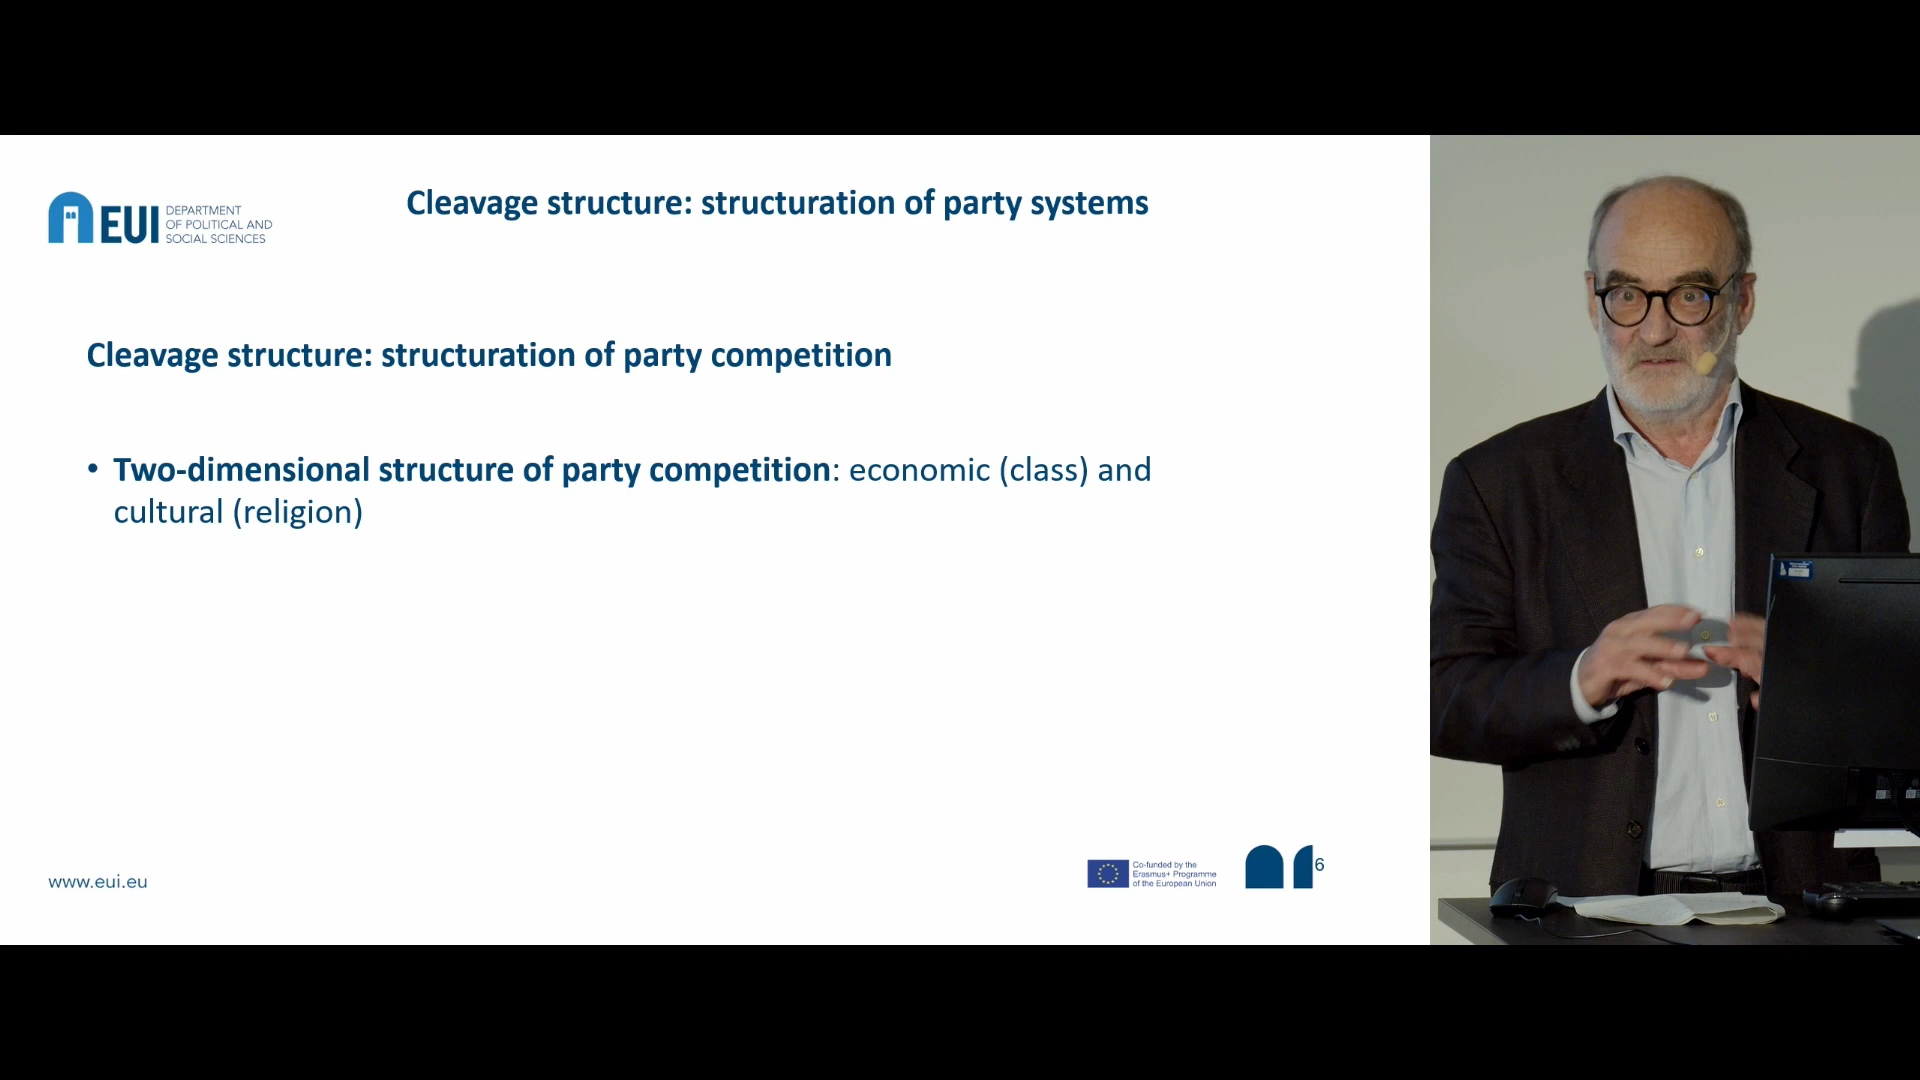 Cleavage structure: structuration of party systems
EUI
DEPARTMENT
OF POLITICAL AND
SOCIAL SCIENCES
Cleavage structure: structuration of party competition
• Two-dimensional structure of party competition: economic (class) and
cultural (religion)
www.eui.eu
Co-funded by the
Erasmus+ Programme
of the European Union
6